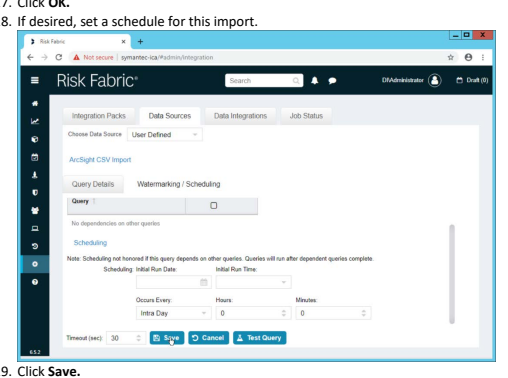 7. Click OK.
8. If desired, set a schedule for this import.
Risk Fabric
Not secure | symantec-ica/#admin/integration
Risk Fabric
Search
DI\Administrator
Draft (0)
Integration Packs Data Sources Data Integrations Job Status
Choose Data Source User Defined
ArcSight CSV Import
Query Details Watermarking / Scheduling
Query
No dependencies on other queries
Scheduling
Note: Scheduling not honored if this query depends on other queries. Queries will run after dependent queries complete.
Scheduling: Initial Run Date: Initial Run Time:
Occurs Every: Hours: Minutes:
Intra Day 0 0
Timeout (sec): 30 Save Cancel Test Query
6.5.2
9. Click Save.